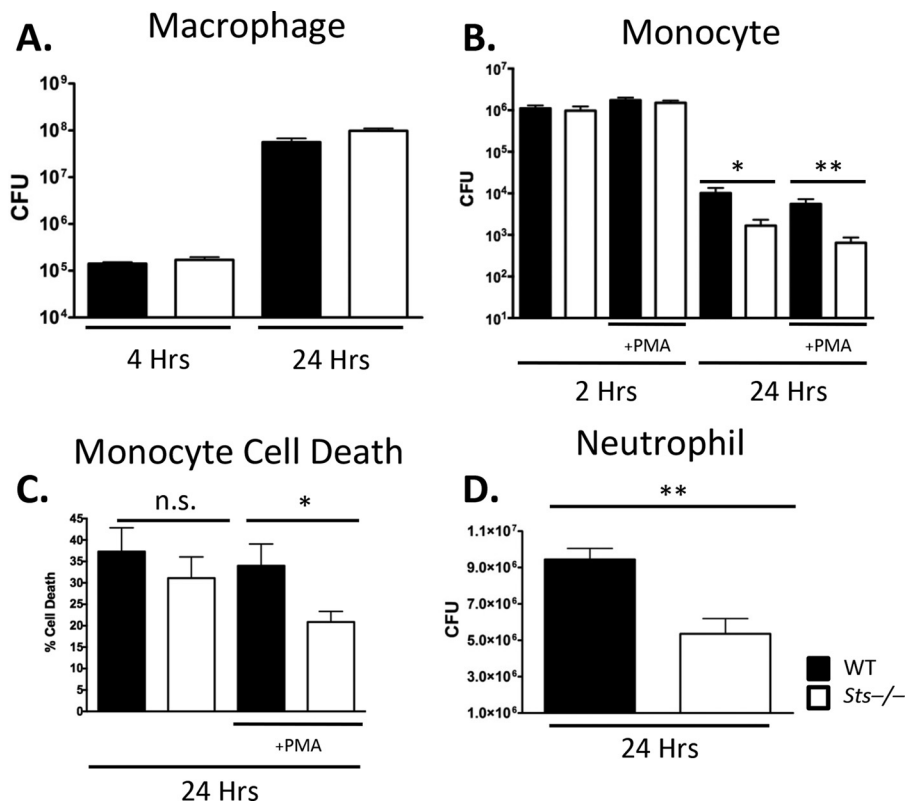 A.
Macrophage
CFU
10⁹
10⁸
10⁷
10⁶
10⁵
10⁴
4 Hrs
24 Hrs
B.
Monocyte
CFU
10⁷
10⁶
10⁵
10⁴
10³
10²
10¹
*
**
+PMA
+PMA
2 Hrs
24 Hrs
C.
Monocyte Cell Death
n.s.
*
% Cell Death
45
40
35
30
25
20
15
10
5
0
+PMA
24 Hrs
D.
Neutrophil
**
CFU
1.1×10⁷
9.0×10⁶
7.0×10⁶
5.0×10⁶
3.0×10⁶
1.0×10⁶
24 Hrs
WT
Sts–/–